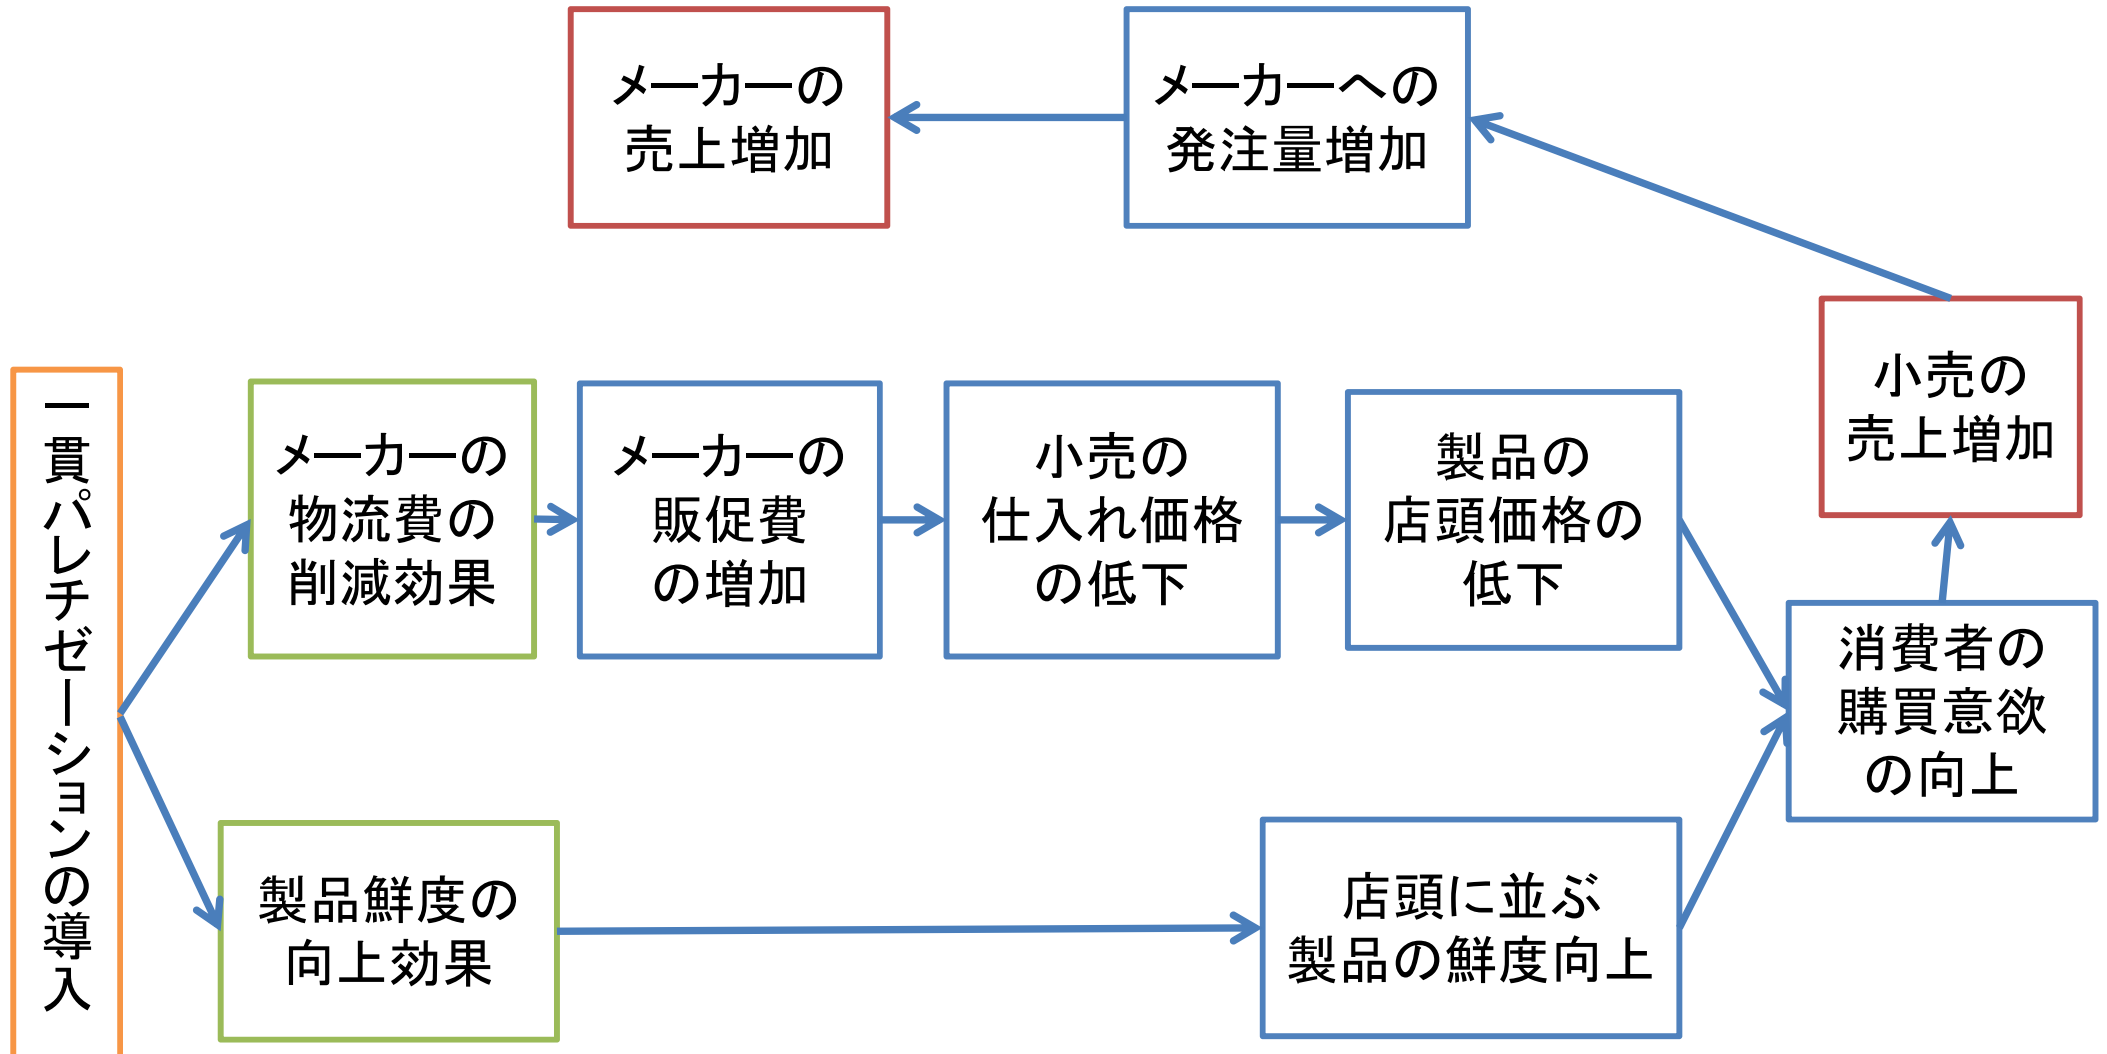 メーカーの
売上増加
メーカーへの
発注量増加
小売の
売上増加
一貫パレチゼーションの導入
メーカーの
物流費の
削減効果
メーカーの
販促費
の増加
小売の
仕入れ価格
の低下
製品の
店頭価格の
低下
消費者の
購買意欲
の向上
製品鮮度の
向上効果
店頭に並ぶ
製品の鮮度向上